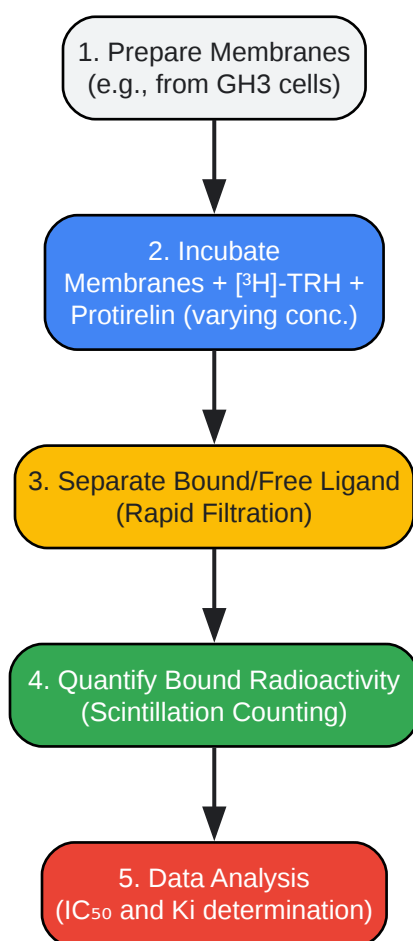 1. Prepare Membranes
(e.g., from GH3 cells)
2. Incubate
Membranes + [³H]-TRH +
Protirelin (varying conc.)
3. Separate Bound/Free Ligand
(Rapid Filtration)
4. Quantify Bound Radioactivity
(Scintillation Counting)
5. Data Analysis
(IC₅₀ and Ki determination)